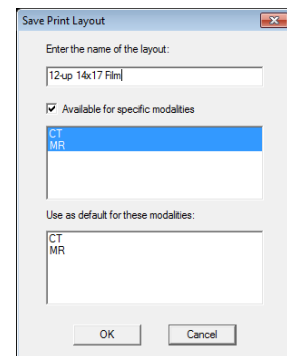 Save Print Layout
Enter the name of the layout:
12-up 14x17 Film
Available for specific modalities
CT
MR
Use as default for these modalities:
CT
MR
OK Cancel